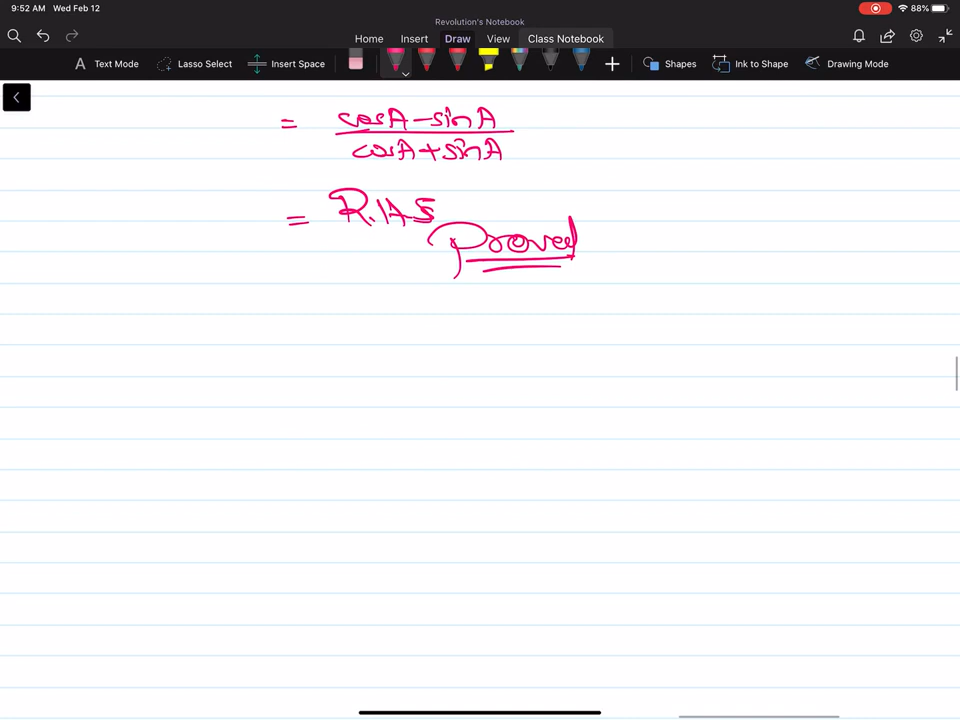 9:52 AM Wed Feb 12
88%
Revolution's Notebook
Home Insert Draw View Class Notebook
Text Mode Lasso Select Insert Space Shapes Ink to Shape Drawing Mode
= cosA - sinA
cosA + sinA
= R.H.S
Proved